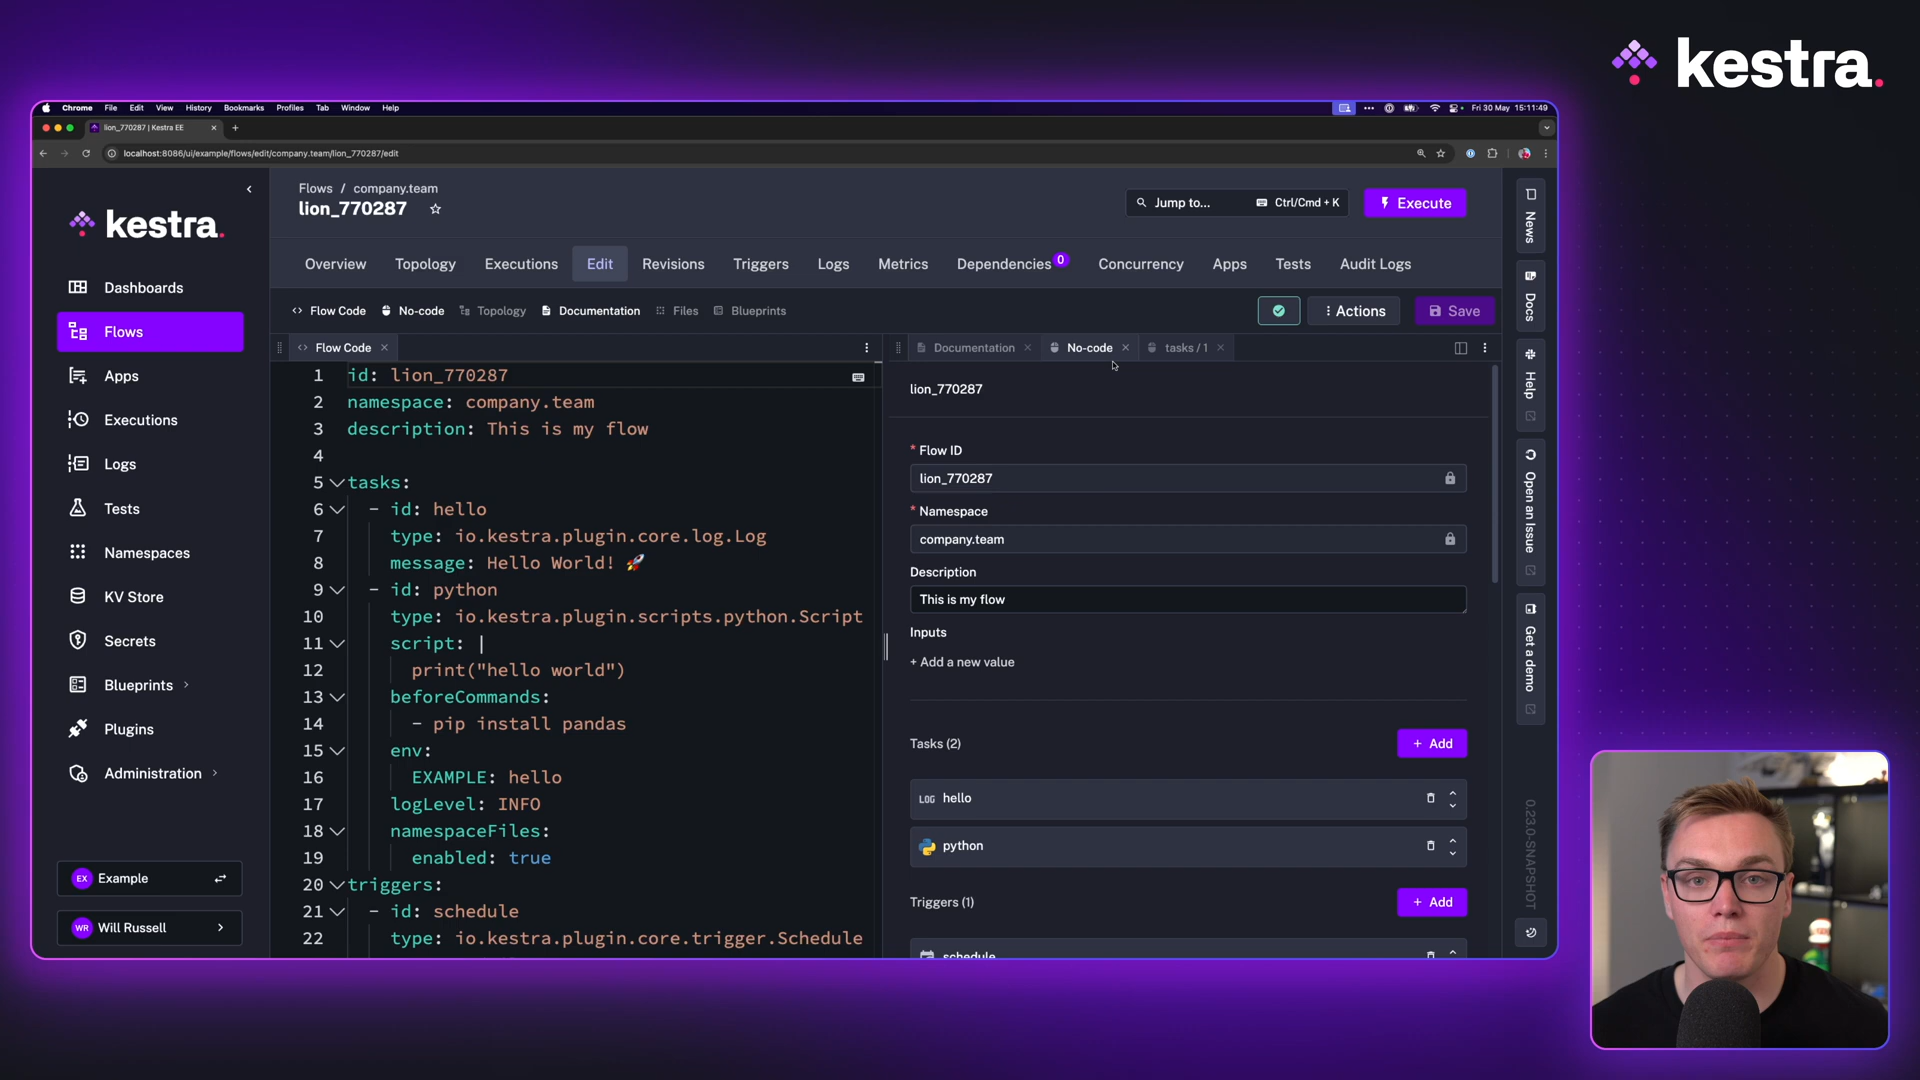 kestra.
Chrome File Edit View History Bookmarks Profiles Tab Window Help
Fri 30 May 15:11:49
lion_770287 | Kestra EE
localhost:8086/ui/example/flows/edit/company.team/lion_770287/edit
kestra.
Dashboards
Flows
Apps
Executions
Logs
Tests
Namespaces
KV Store
Secrets
Blueprints
Plugins
Administration
EX Example
WR Will Russell
Flows / company.team
lion_770287
Jump to... Ctrl/Cmd + K
Execute
Overview Topology Executions Edit Revisions Triggers Logs Metrics Dependencies 0 Concurrency Apps Tests Audit Logs
Flow Code No-code Topology Documentation Files Blueprints
Actions Save
Flow Code
1 id: lion_770287
2 namespace: company.team
3 description: This is my flow
4
5 tasks:
6 - id: hello
7 type: io.kestra.plugin.core.log.Log
8 message: Hello World! 🚀
9 - id: python
10 type: io.kestra.plugin.scripts.python.Script
11 script: |
12 print("hello world")
13 beforeCommands:
14 - pip install pandas
15 env:
16 EXAMPLE: hello
17 logLevel: INFO
18 namespaceFiles:
19 enabled: true
20 triggers:
21 - id: schedule
22 type: io.kestra.plugin.core.trigger.Schedule
Documentation No-code tasks / 1
lion_770287
* Flow ID
lion_770287
* Namespace
company.team
Description
This is my flow
Inputs
+ Add a new value
Tasks (2)
+ Add
LOG hello
python
Triggers (1)
+ Add
schedule
News
Docs
Help
Open an Issue
Get a demo
0.23.0-SNAPSHOT